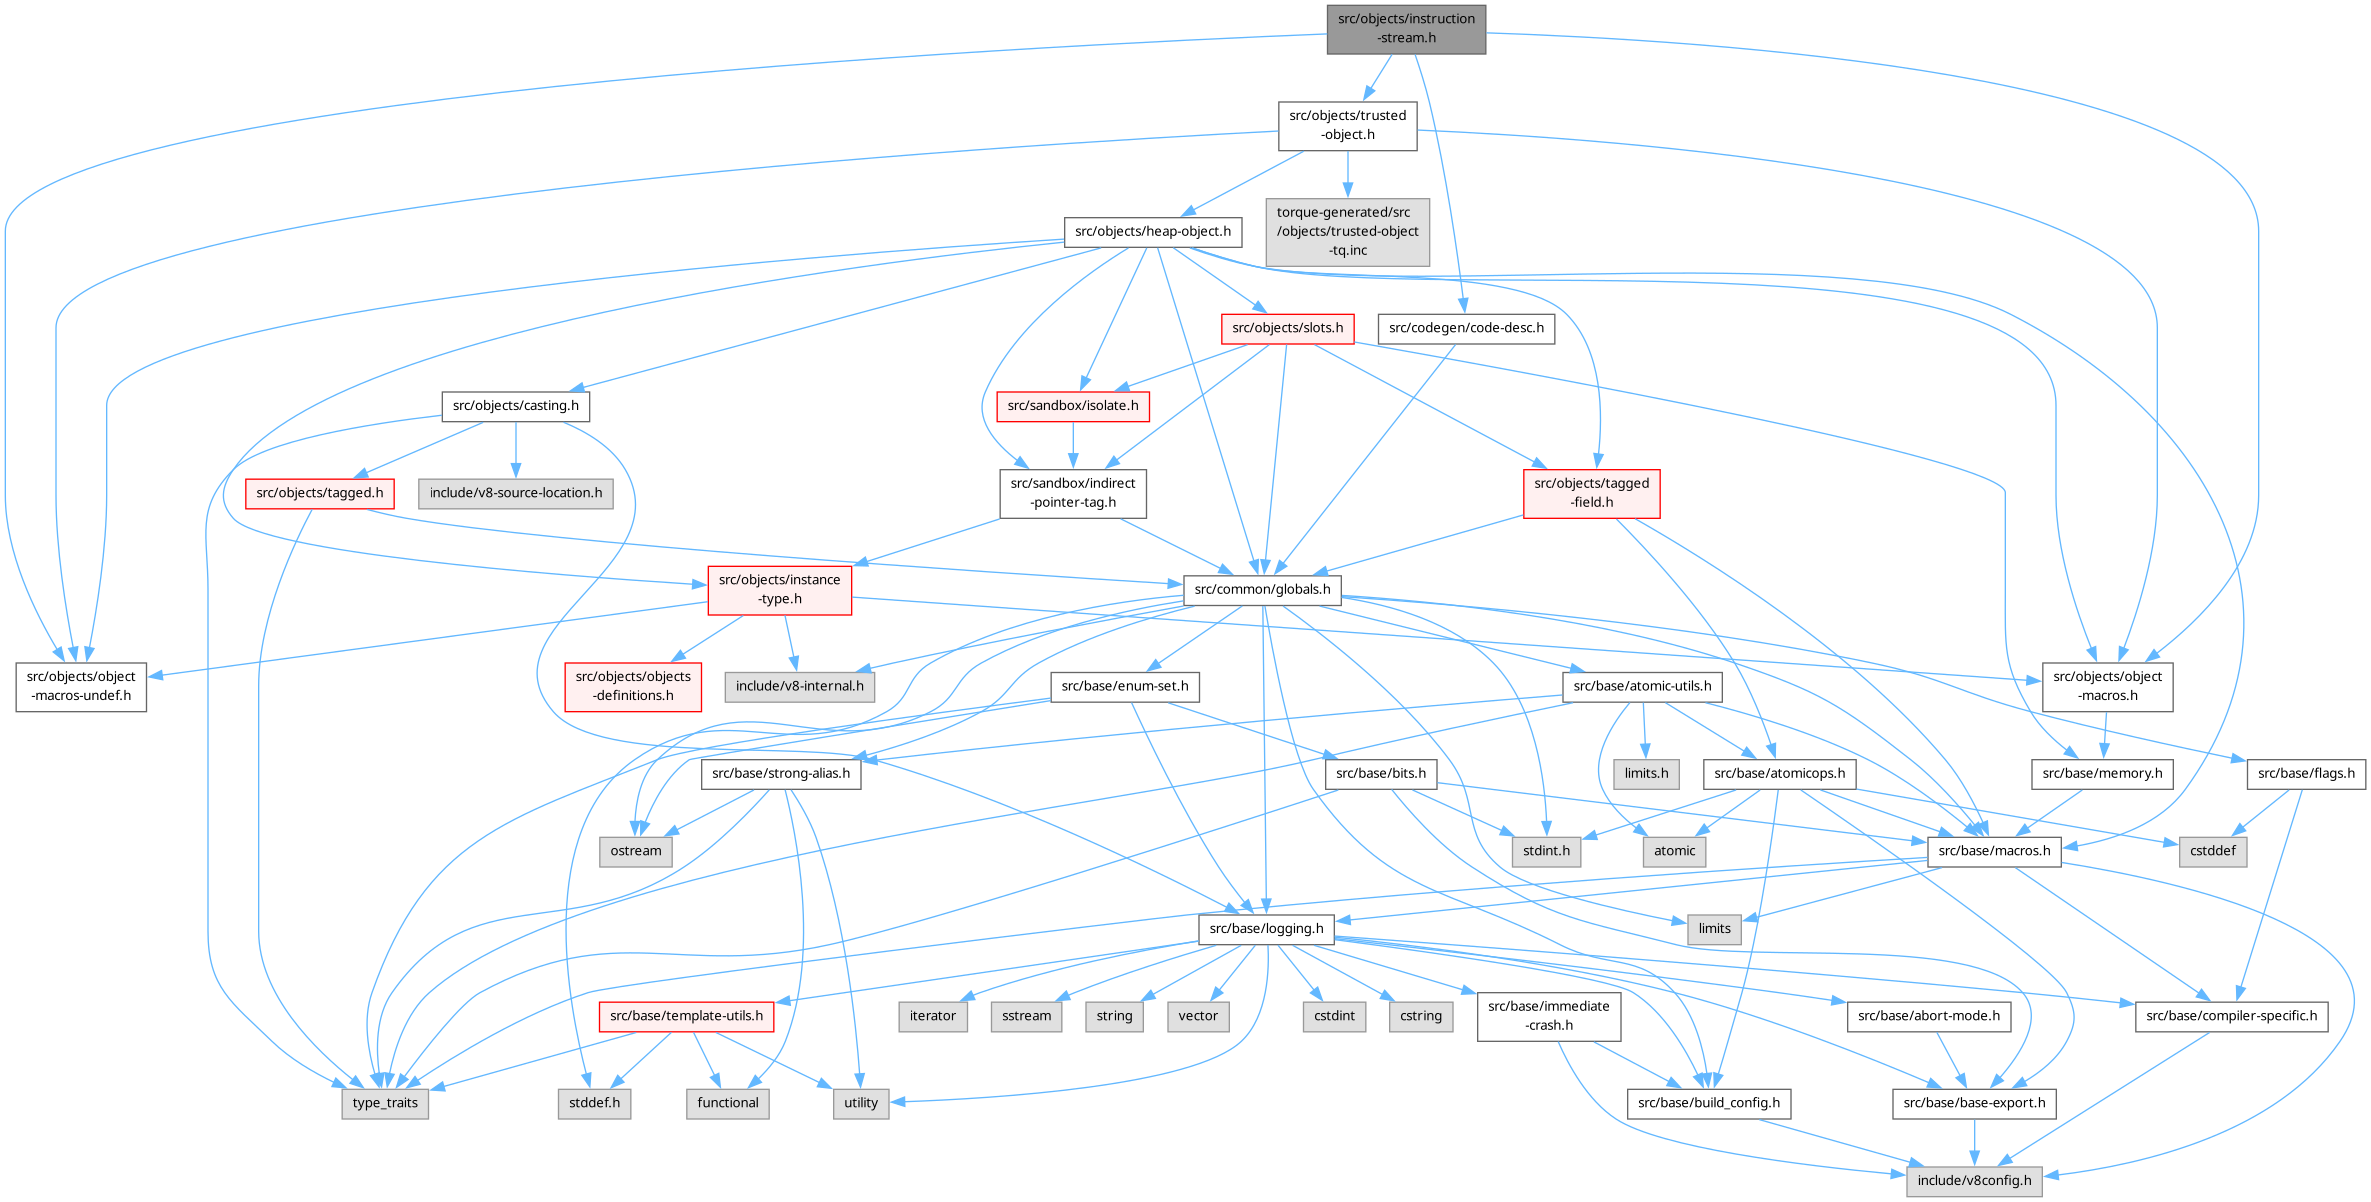 src/objects/instruction
-stream.h
src/objects/trusted
-object.h
src/objects/heap-object.h
torque-generated/src
/objects/trusted-object
-tq.inc
src/objects/slots.h
src/codegen/code-desc.h
src/objects/casting.h
src/sandbox/isolate.h
src/objects/tagged.h
include/v8-source-location.h
src/sandbox/indirect
-pointer-tag.h
src/objects/tagged
-field.h
src/objects/instance
-type.h
src/common/globals.h
src/objects/object
-macros-undef.h
src/objects/objects
-definitions.h
include/v8-internal.h
src/base/enum-set.h
src/base/atomic-utils.h
src/objects/object
-macros.h
src/base/strong-alias.h
src/base/bits.h
limits.h
src/base/atomicops.h
src/base/memory.h
src/base/flags.h
ostream
stdint.h
atomic
src/base/macros.h
cstddef
src/base/logging.h
limits
src/base/template-utils.h
iterator
sstream
string
vector
cstdint
cstring
src/base/immediate
-crash.h
src/base/abort-mode.h
src/base/compiler-specific.h
type_traits
stddef.h
functional
utility
src/base/build_config.h
src/base/base-export.h
include/v8config.h